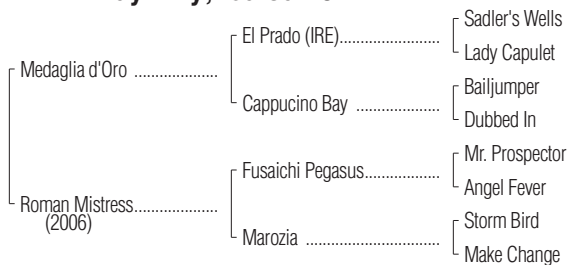 Sadler's Wells
El Prado (IRE)........................
Lady Capulet
Medaglia d'Oro ....................
Bailjumper
Cappucino Bay ....................
Dubbed In
Mr. Prospector
Fusaichi Pegasus..................
Angel Fever
Roman Mistress....................
(2006)
Storm Bird
Marozia ................................
Make Change